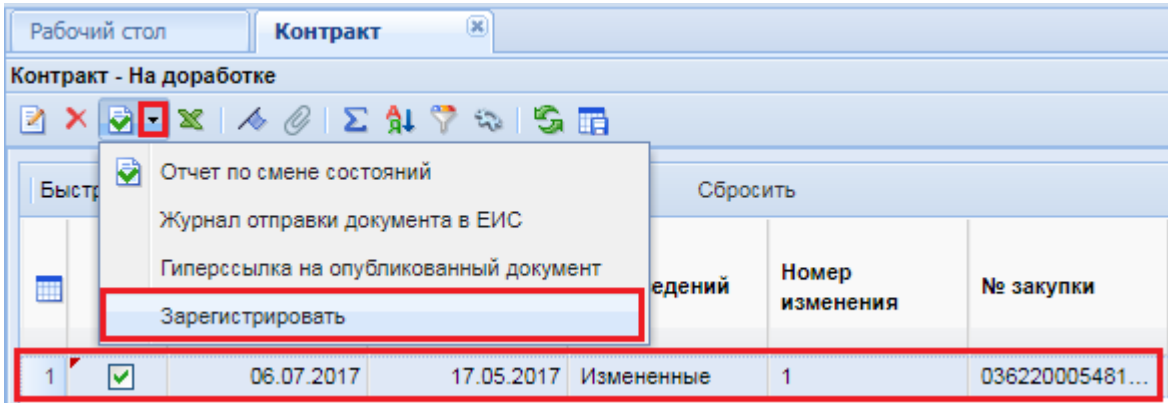 Рабочий стол
Контракт
Контракт - На доработке
Отчет по смене состояний
Быстр
Сбросить
Журнал отправки документа в ЕИС
Гиперссылка на опубликованный документ
едений
Номер
изменения
№ закупки
Зарегистрировать
1 06.07.2017 17.05.2017 Измененные 1 036220005481...